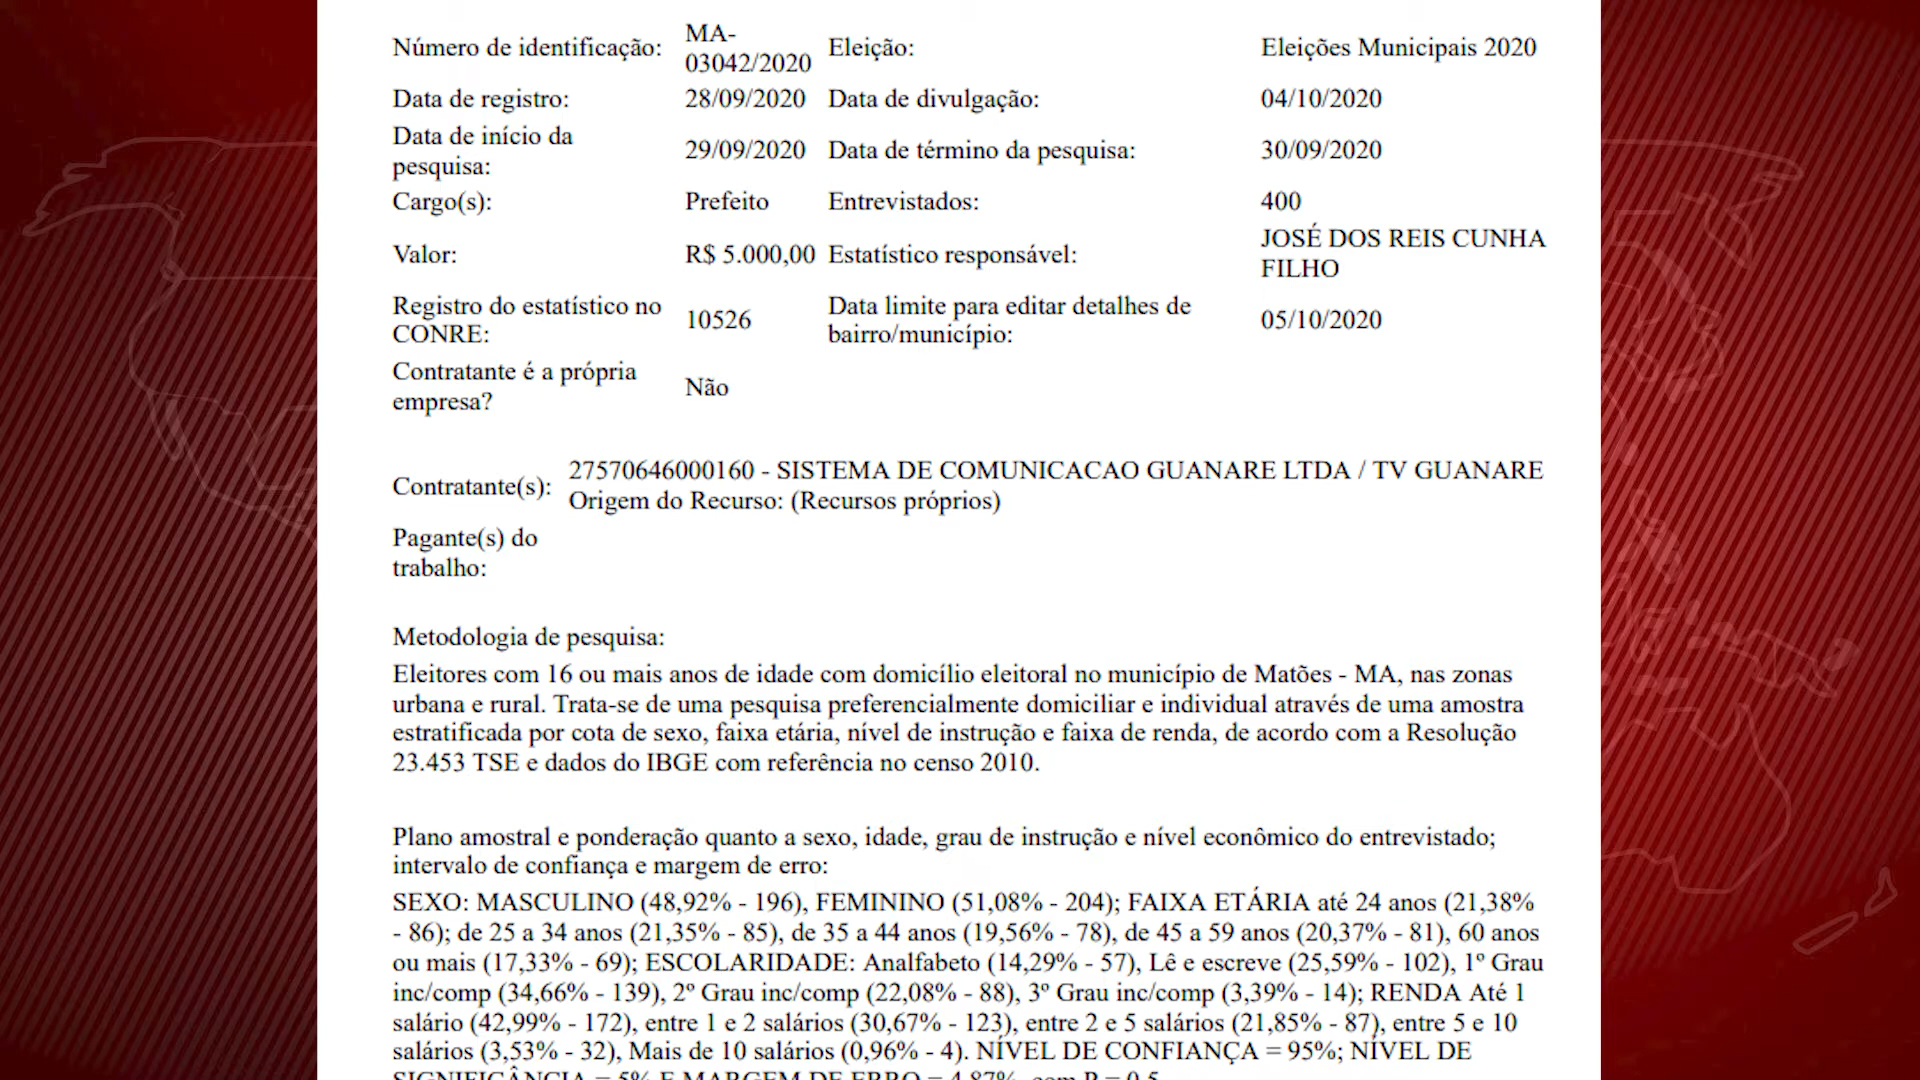 Número de identificação: MA-03042/2020 Eleição: Eleições Municipais 2020
Data de registro: 28/09/2020 Data de divulgação: 04/10/2020
Data de início da pesquisa: 29/09/2020 Data de término da pesquisa: 30/09/2020
Cargo(s): Prefeito Entrevistados: 400
Valor: R$ 5.000,00 Estatístico responsável: JOSÉ DOS REIS CUNHA FILHO
Registro do estatístico no CONRE: 10526 Data limite para editar detalhes de bairro/município: 05/10/2020
Contratante é a própria empresa? Não
Contratante(s): 27570646000160 - SISTEMA DE COMUNICACAO GUANARE LTDA / TV GUANARE
Origem do Recurso: (Recursos próprios)
Pagante(s) do
trabalho:
Metodologia de pesquisa:
Eleitores com 16 ou mais anos de idade com domicílio eleitoral no município de Matões - MA, nas zonas
urbana e rural. Trata-se de uma pesquisa preferencialmente domiciliar e individual através de uma amostra
estratificada por cota de sexo, faixa etária, nível de instrução e faixa de renda, de acordo com a Resolução
23.453 TSE e dados do IBGE com referência no censo 2010.
Plano amostral e ponderação quanto a sexo, idade, grau de instrução e nível econômico do entrevistado;
intervalo de confiança e margem de erro:
SEXO: MASCULINO (48,92% - 196), FEMININO (51,08% - 204); FAIXA ETÁRIA até 24 anos (21,38%
- 86); de 25 a 34 anos (21,35% - 85), de 35 a 44 anos (19,56% - 78), de 45 a 59 anos (20,37% - 81), 60 anos
ou mais (17,33% - 69); ESCOLARIDADE: Analfabeto (14,29% - 57), Lê e escreve (25,59% - 102), 1º Grau
inc/comp (34,66% - 139), 2º Grau inc/comp (22,08% - 88), 3º Grau inc/comp (3,39% - 14); RENDA Até 1
salário (42,99% - 172), entre 1 e 2 salários (30,67% - 123), entre 2 e 5 salários (21,85% - 87), entre 5 e 10
salários (3,53% - 32), Mais de 10 salários (0,96% - 4). NÍVEL DE CONFIANÇA = 95%; NÍVEL DE
SIGNIFICÂNCIA = 5% E MARGEM DE ERRO = 4,87%, com P = 0,5